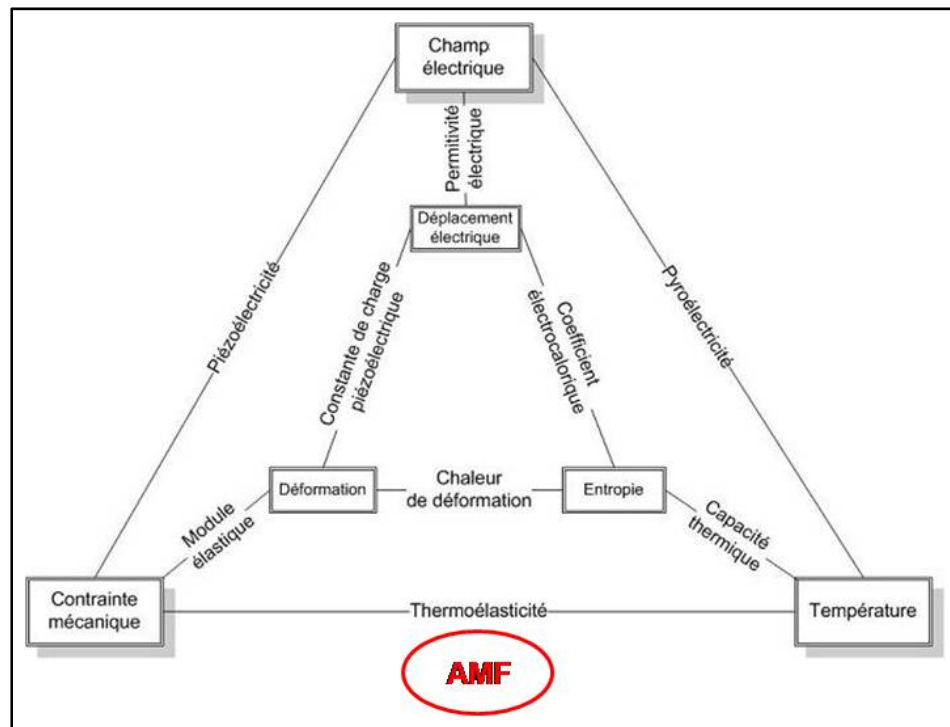 Champ
électrique
Permitivité
électrique
Déplacement
électrique
Piézoélectricité
Constante de charge
piézoélectrique
Coefficient
électrocalorique
Pyroélectricité
Déformation
Chaleur
de déformation
Entropie
Module
élastique
Capacité
thermique
Contrainte
mécanique
Thermoélasticité
Température
AMF